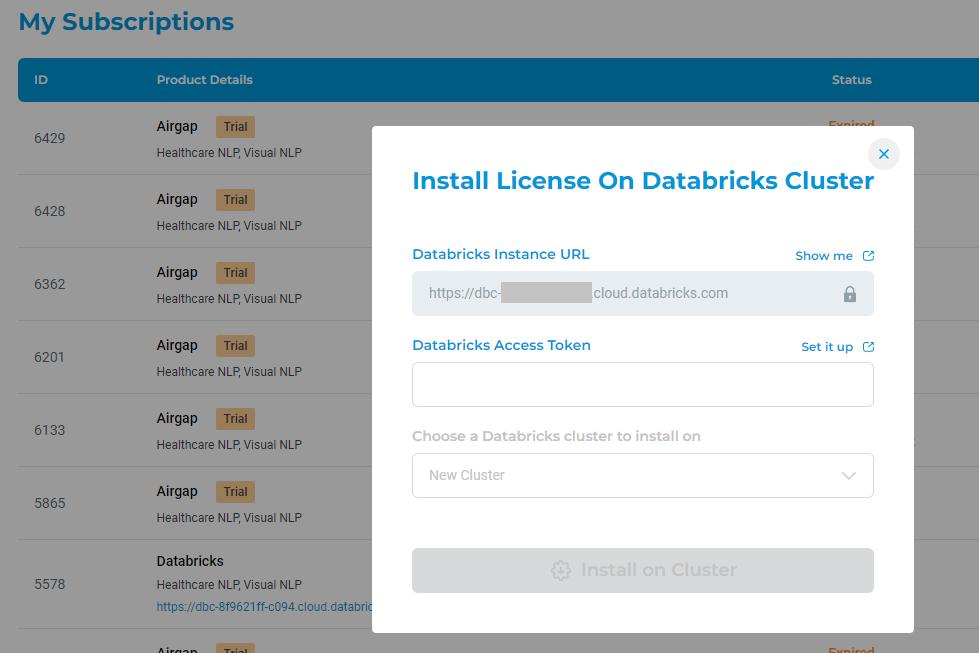 My Subscriptions
ID Product Details Status
6429 Airgap Trial Expired
Healthcare NLP, Visual NLP
6428 Airgap Trial
Healthcare NLP, Visual NLP
6362 Airgap Trial
Healthcare NLP, Visual NLP
6201 Airgap Trial
Healthcare NLP, Visual NLP
6133 Airgap Trial
Healthcare NLP, Visual NLP
5865 Airgap Trial
Healthcare NLP, Visual NLP
5578 Databricks
Healthcare NLP, Visual NLP
https://dbc-8f9621ff-c094.cloud.databric
Airgap Trial Expired
Install License On Databricks Cluster
Databricks Instance URL Show me
https://dbc- .cloud.databricks.com
Databricks Access Token Set it up
Choose a Databricks cluster to install on
New Cluster
Install on Cluster